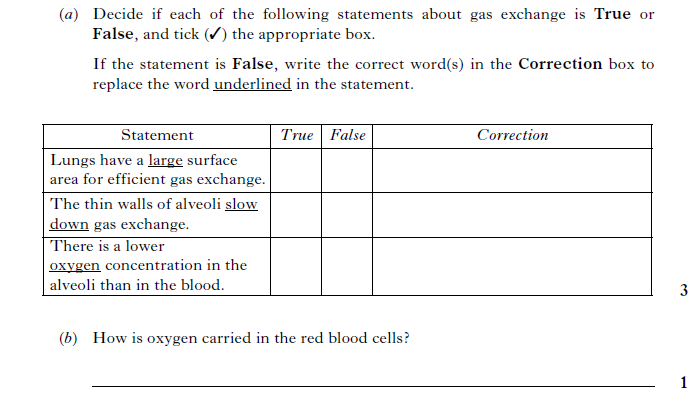 (a) Decide if each of the following statements about gas exchange is True or
False, and tick (✓) the appropriate box.
If the statement is False, write the correct word(s) in the Correction box to
replace the word underlined in the statement.
Statement True False Correction
Lungs have a large surface
area for efficient gas exchange.
The thin walls of alveoli slow
down gas exchange.
There is a lower
oxygen concentration in the
alveoli than in the blood.
3
(b) How is oxygen carried in the red blood cells?
1